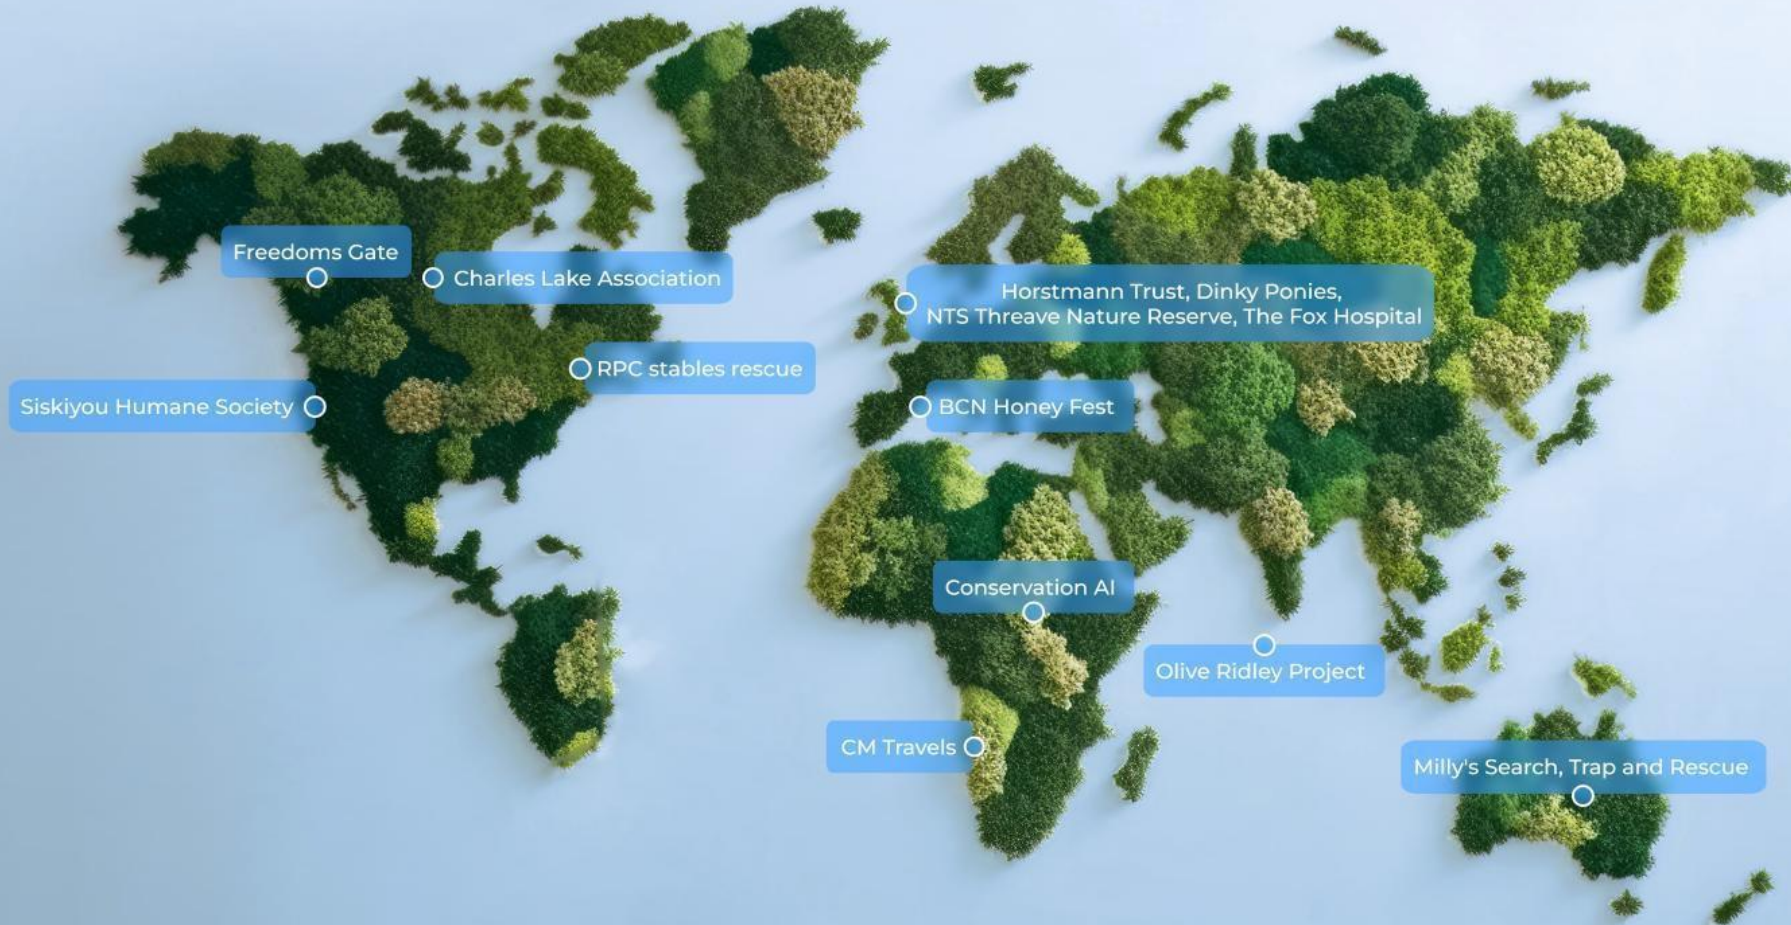 Freedoms Gate
Charles Lake Association
Horstmann Trust, Dinky Ponies,
NTS Threave Nature Reserve, The Fox Hospital
RPC stables rescue
Siskiyou Humane Society
BCN Honey Fest
Conservation AI
Olive Ridley Project
CM Travels
Milly's Search, Trap and Rescue